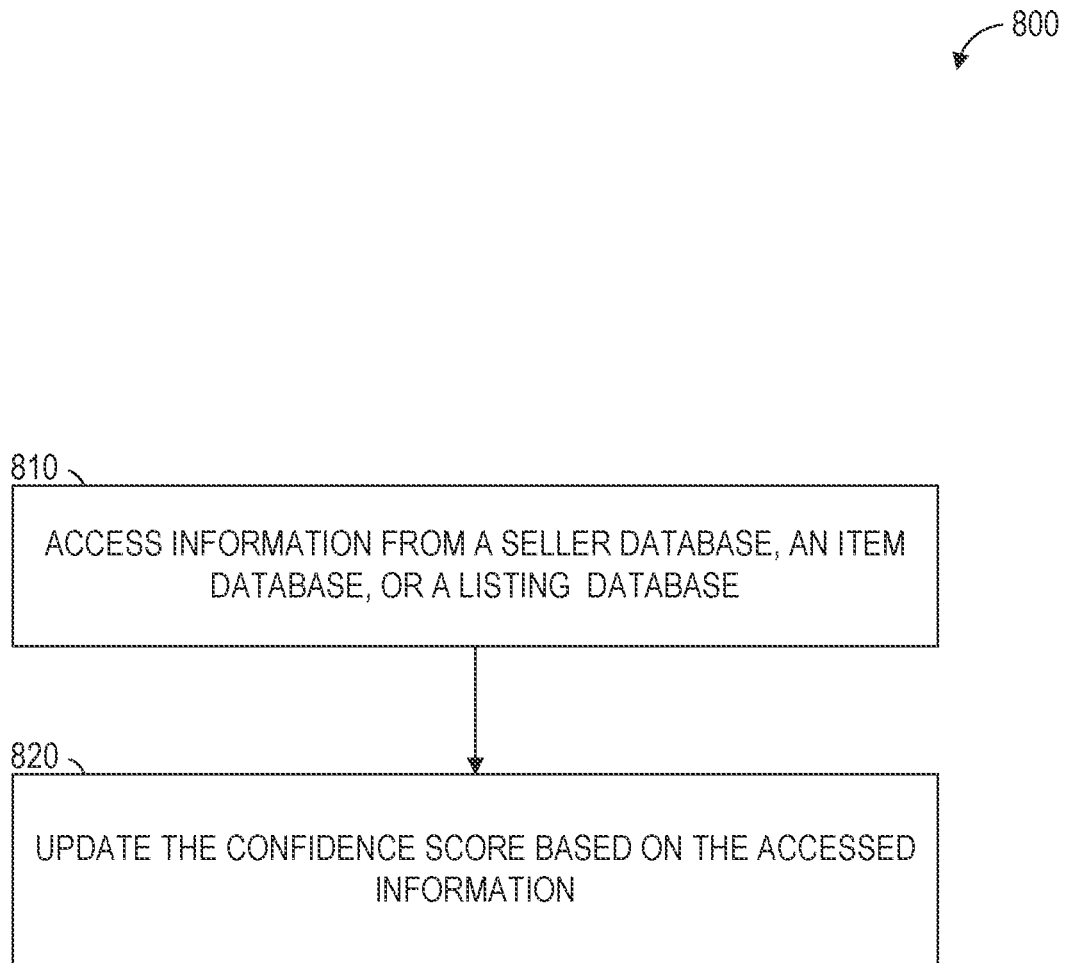 800
810
ACCESS INFORMATION FROM A SELLER DATABASE, AN ITEM
DATABASE, OR A LISTING DATABASE
820
UPDATE THE CONFIDENCE SCORE BASED ON THE ACCESSED
INFORMATION